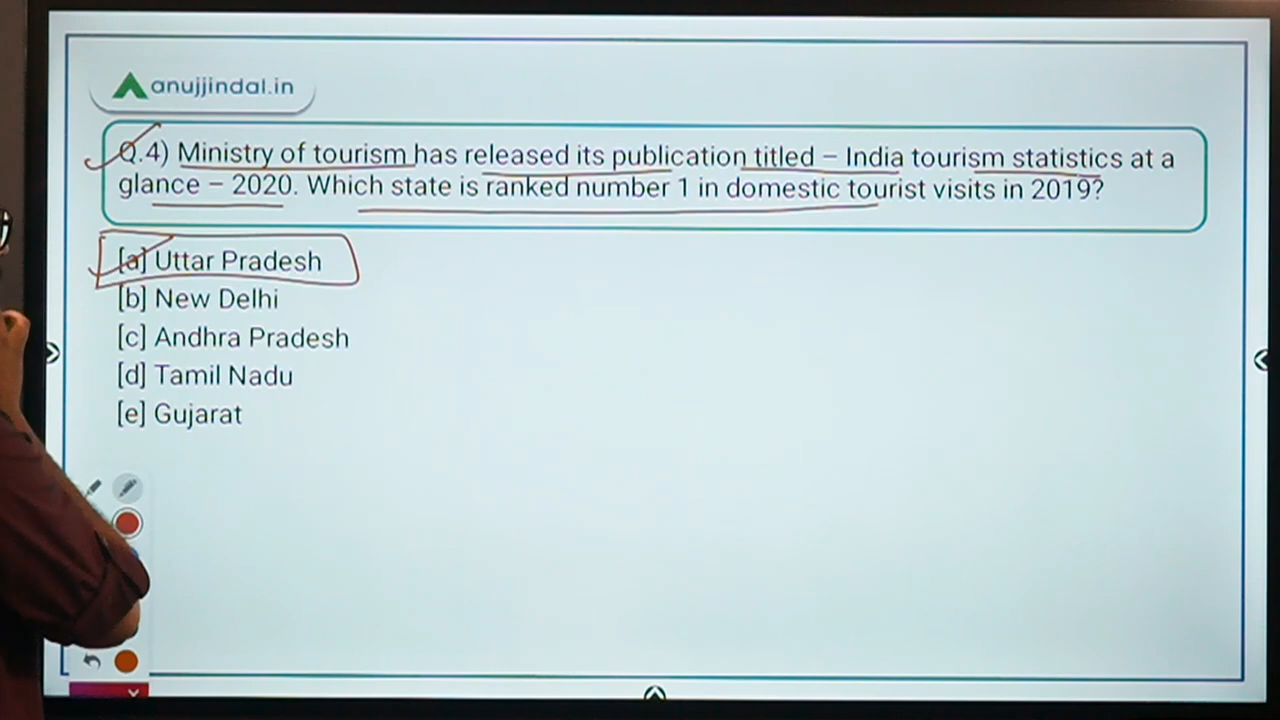 anujjindal.in
Q.4) Ministry of tourism has released its publication titled – India tourism statistics at a
glance – 2020. Which state is ranked number 1 in domestic tourist visits in 2019?
[a] Uttar Pradesh
[b] New Delhi
[c] Andhra Pradesh
[d] Tamil Nadu
[e] Gujarat